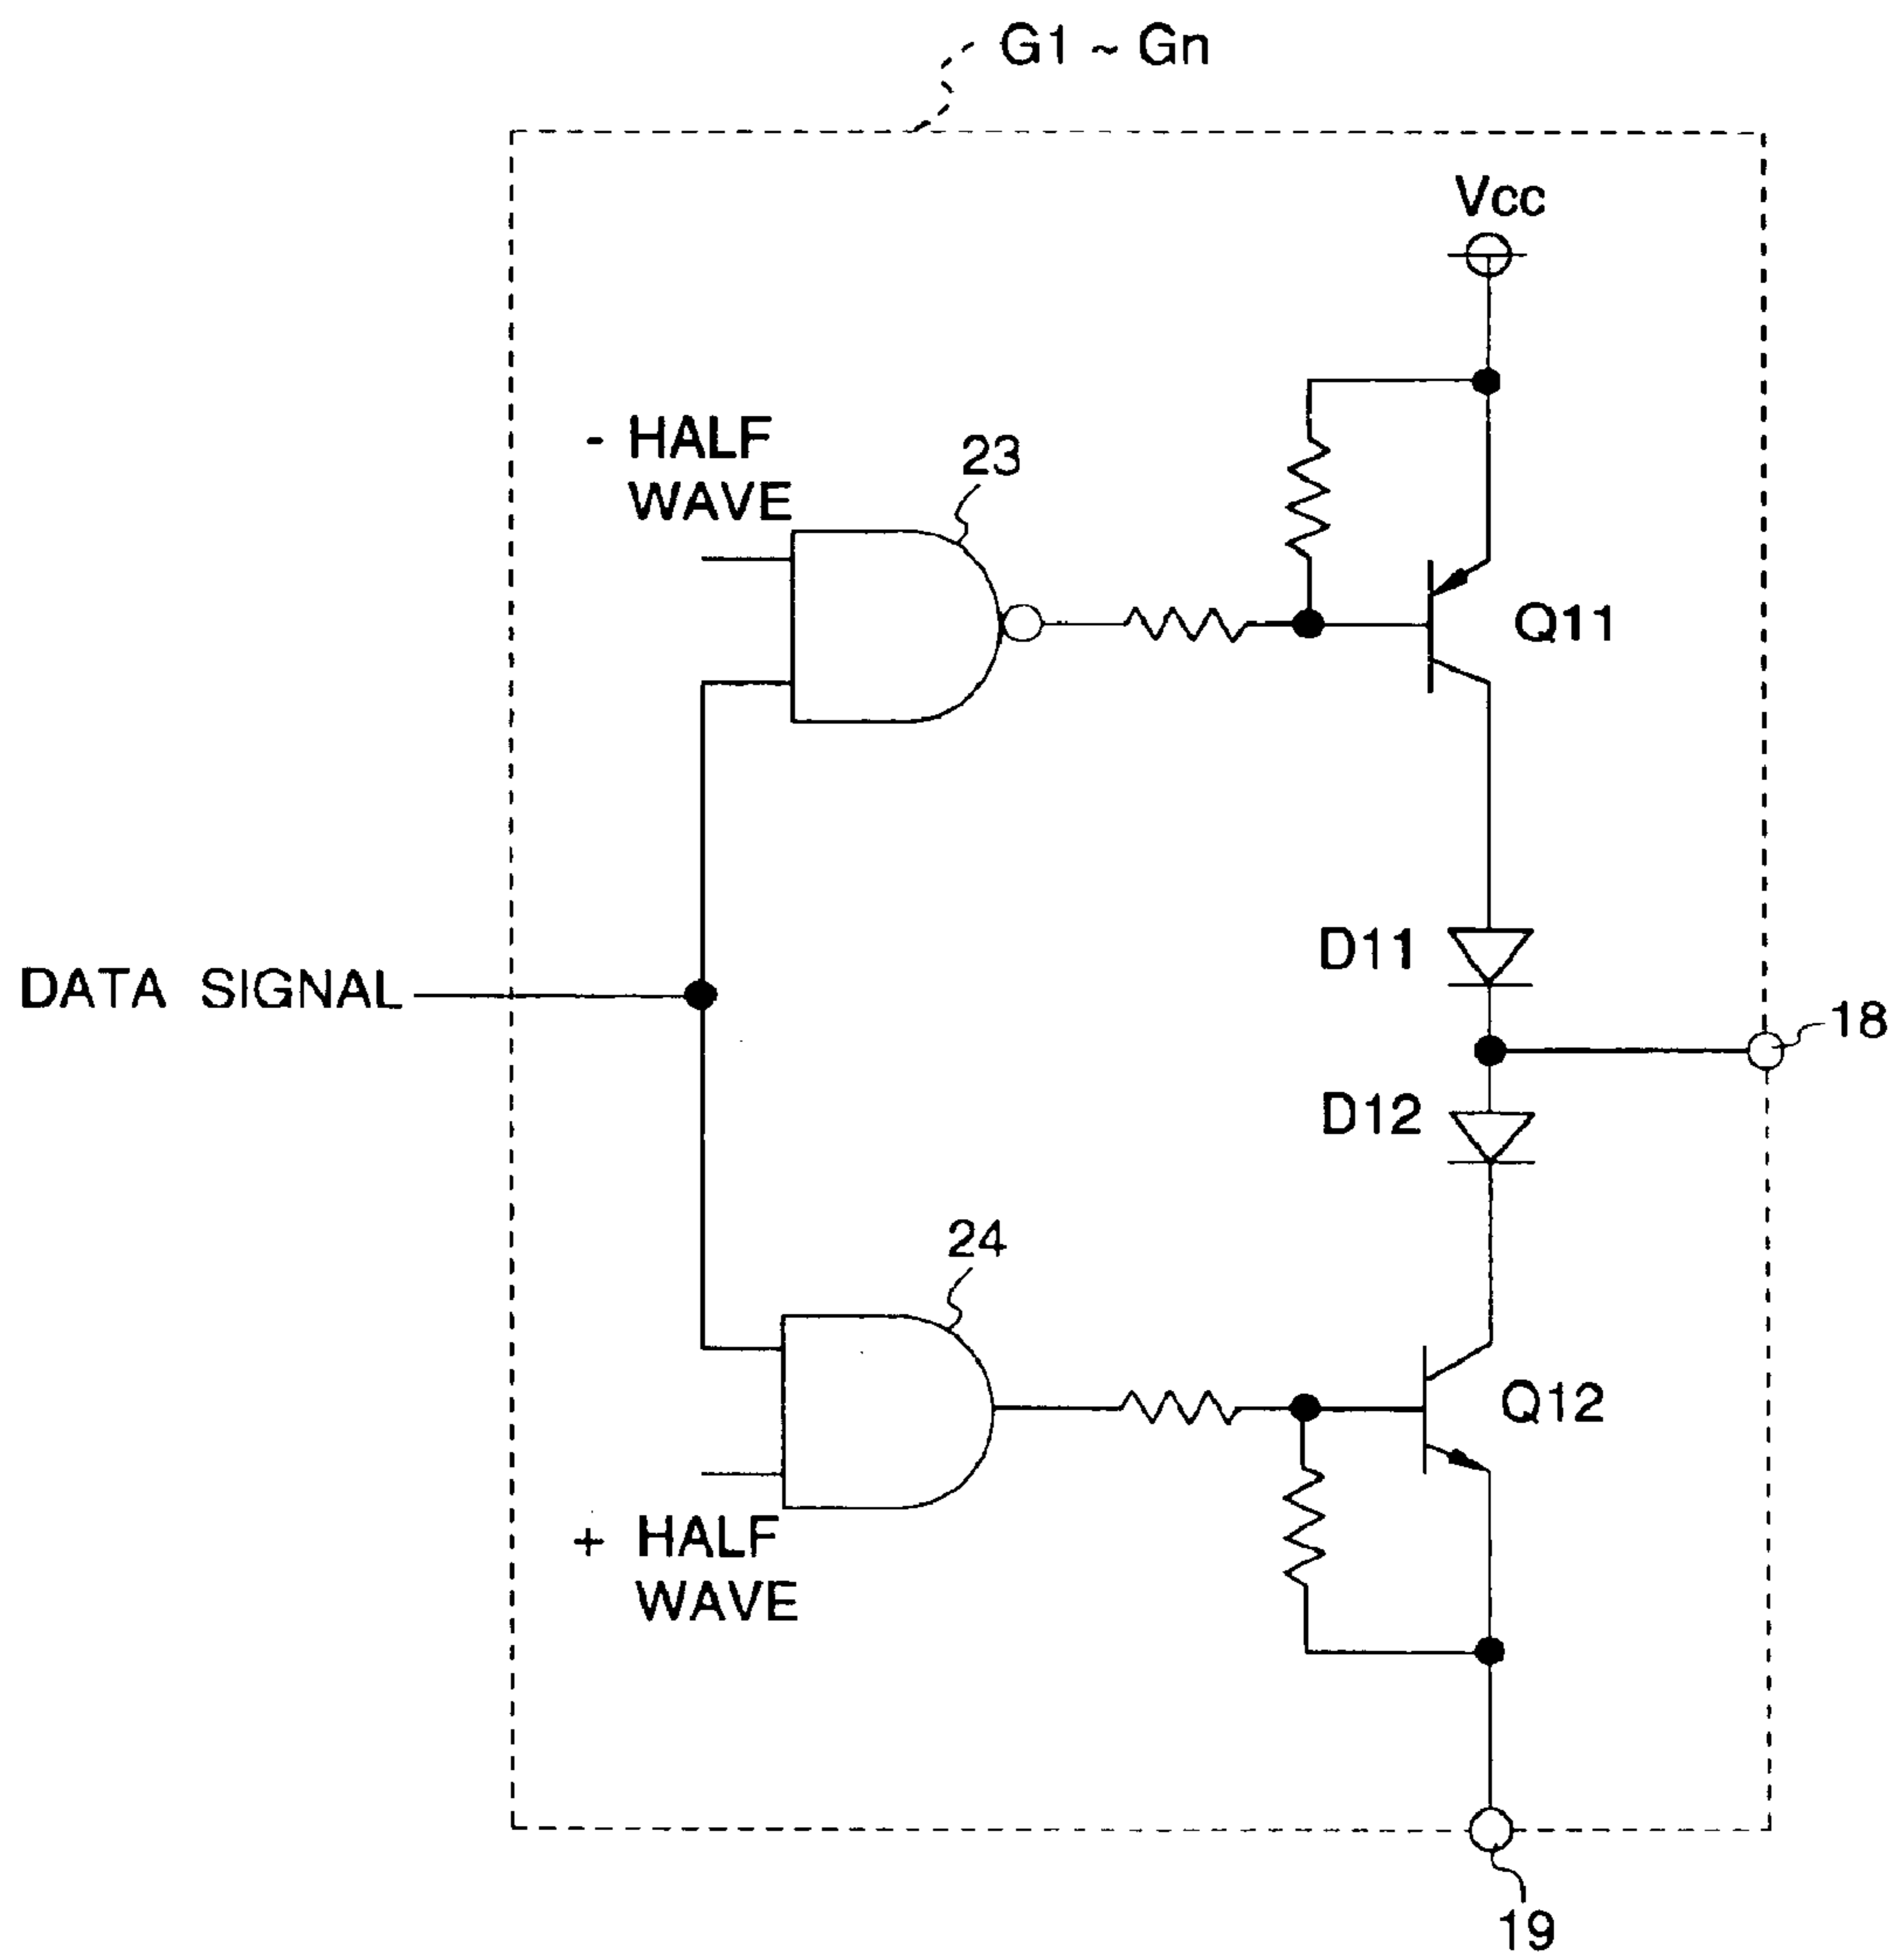 G1 ~ Gn
Vcc
- HALF
WAVE
23
Q11
D11
DATA SIGNAL
18
D12
24
Q12
+ HALF
WAVE
19